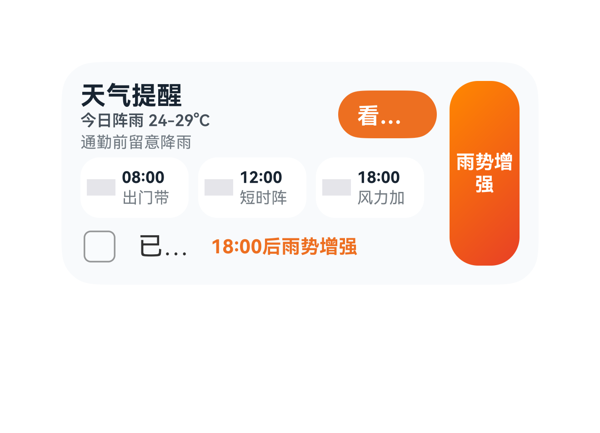 天气提醒
今日阵雨 24-29℃
通勤前留意降雨
看...
08:00
出门带
12:00
短时阵
18:00
风力加
已...
18:00后雨势增强
雨势增
强